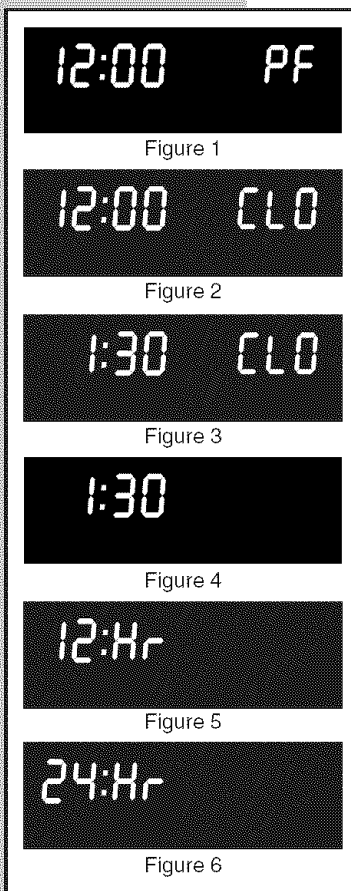 12:00 PF
Figure 1
12:00 CLO
Figure 2
1:30 CLO
Figure 3
1:30
Figure 4
12:Hr
Figure 5
24:Hr
Figure 6